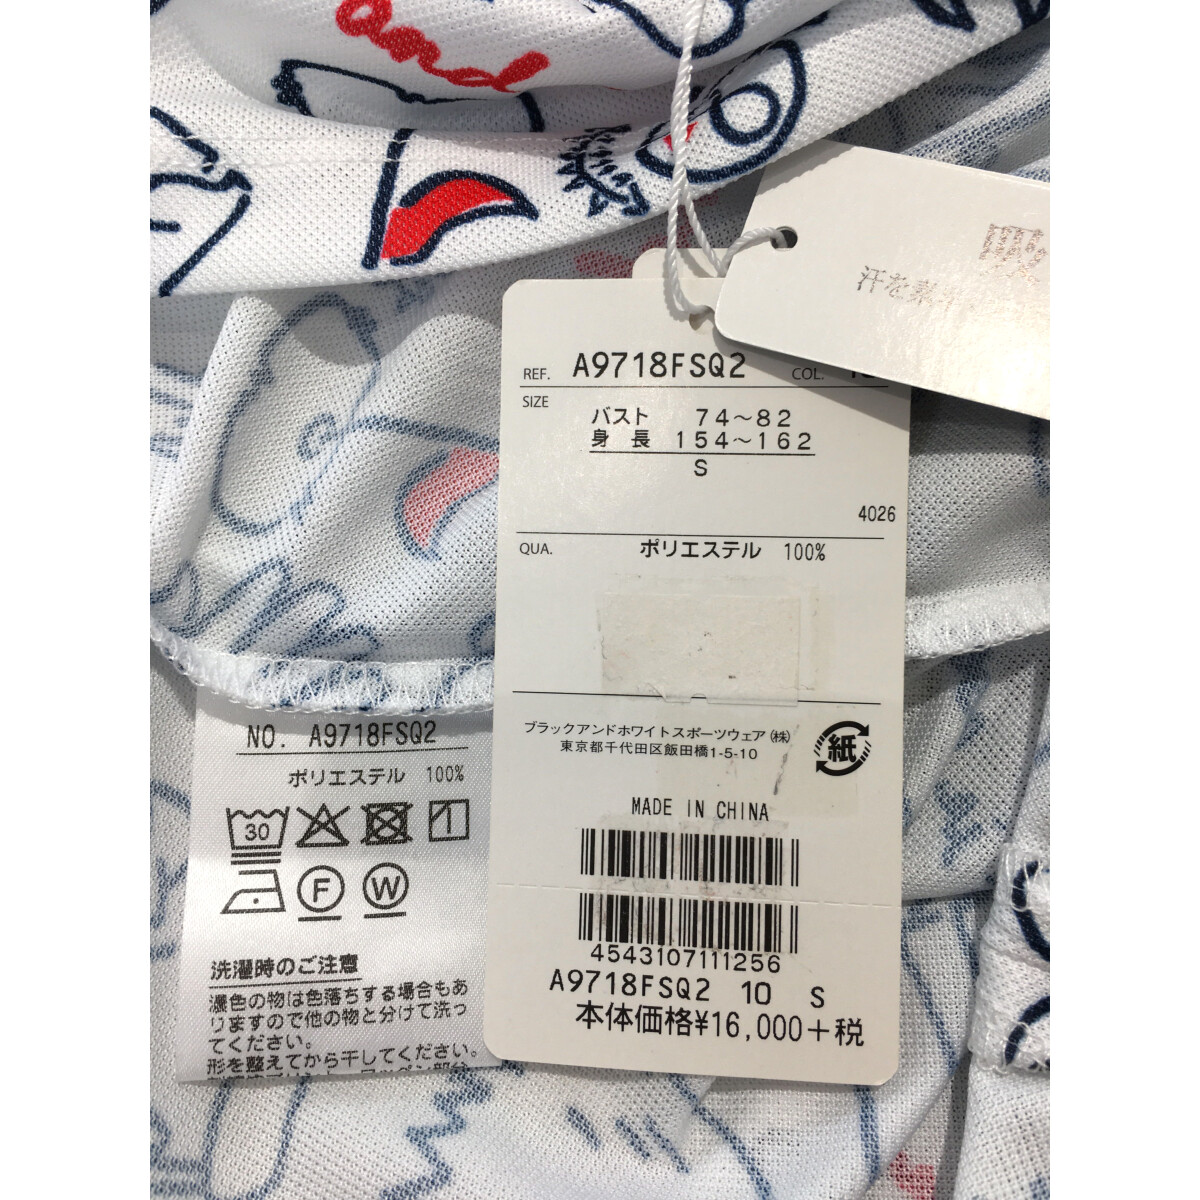 and
汗を素
REF. A9718FSQ2 COL.
SIZE
バスト 74〜82
身長 154〜162
S
4026
QUA. ポリエステル 100%
ブラックアンドホワイトスポーツウェア(株)
東京都千代田区飯田橋1-5-10
紙
MADE IN CHINA
4543107111256
A9718FSQ2 10 S
本体価格¥16,000+税
NO. A9718FSQ2
ポリエステル 100%
30
F W
洗濯時のご注意
濃色の物は色落ちする場合もあ
りますので他の物と分けて洗っ
てください。
形を整えてから干してください。